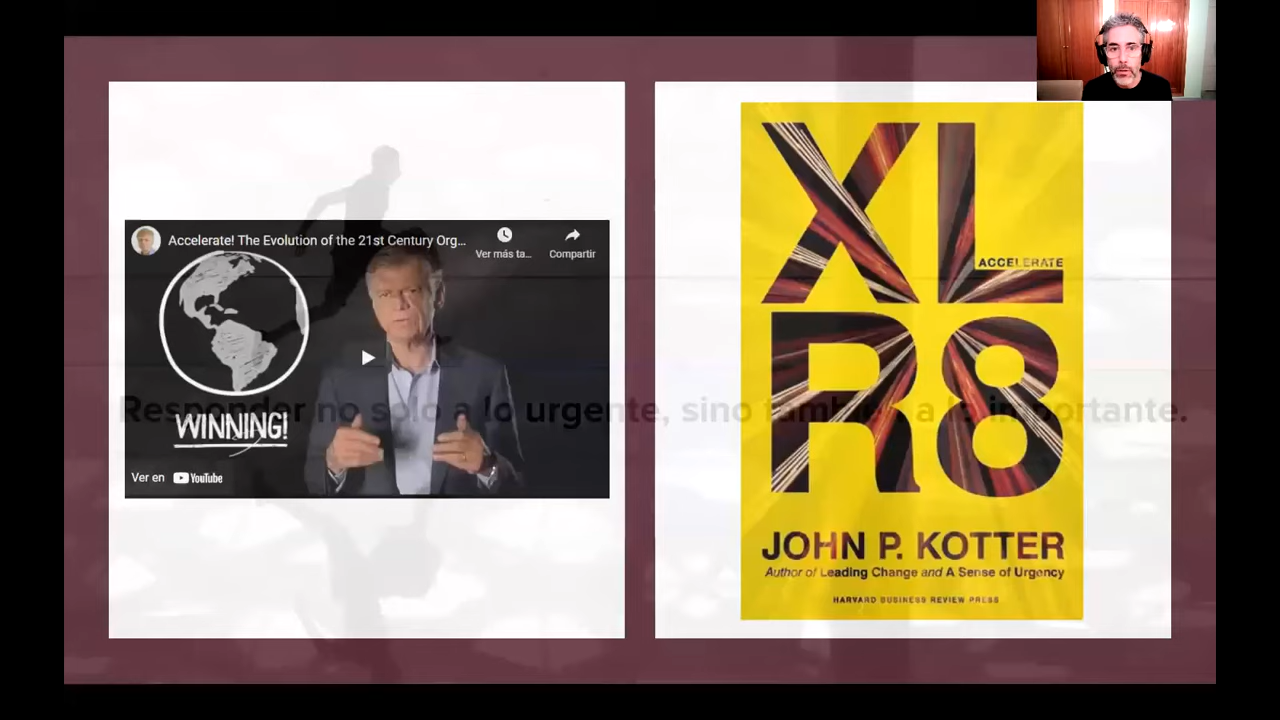 Accelerate! The Evolution of the 21st Century Org...
Ver más ta...
Compartir
WINNING!
Ver en YouTube
XL
ACCELERATE
R8
JOHN P. KOTTER
Author of Leading Change and A Sense of Urgency
HARVARD BUSINESS REVIEW PRESS
Responder no solo a lo urgente, sino también a lo importante.